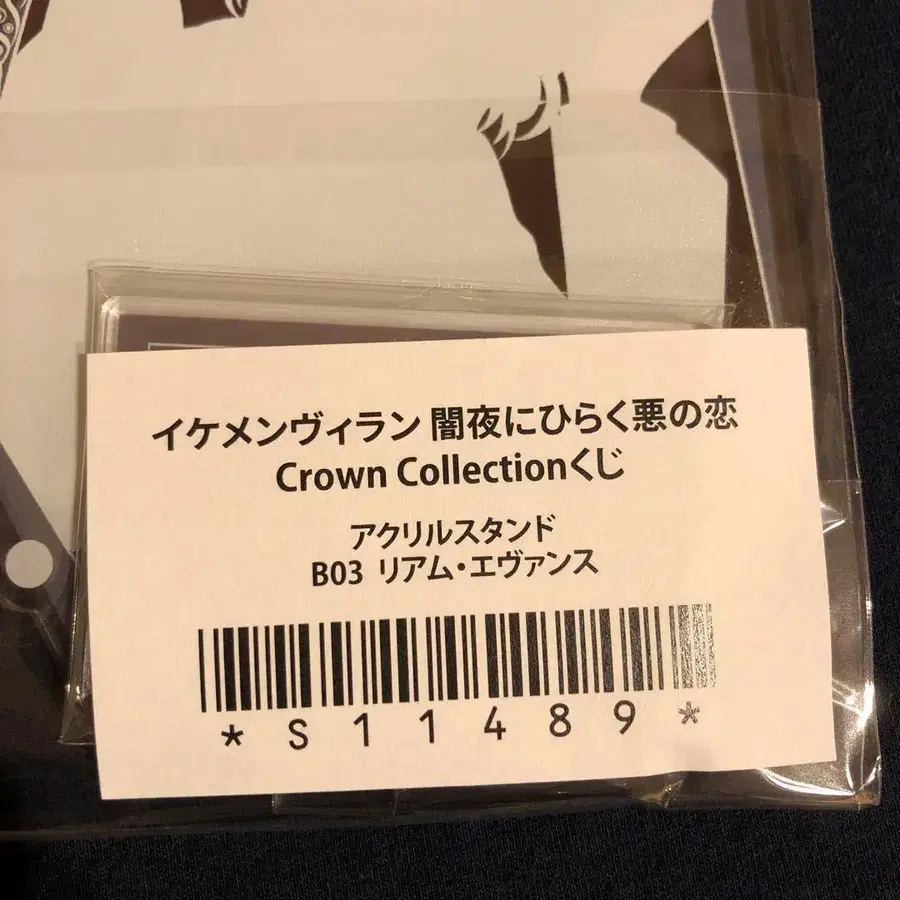 イケメンヴィラン 闇夜にひらく悪の恋
Crown Collectionくじ
アクリルスタンド
B03 リアム・エヴァンス
*S11489*